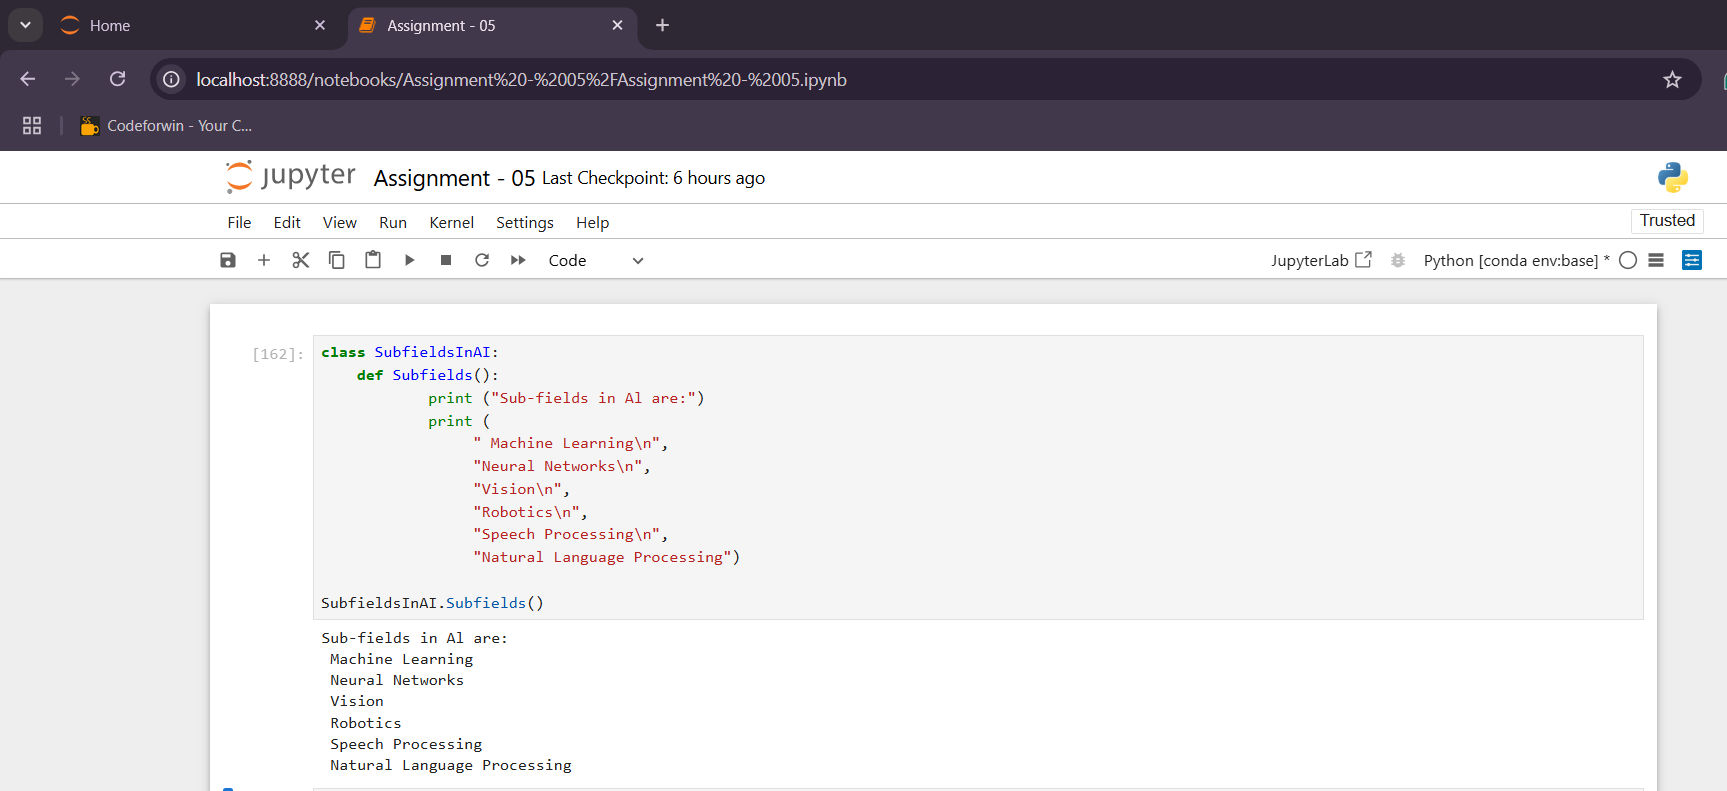 Home
Assignment - 05
localhost:8888/notebooks/Assignment%20-%2005%2FAssignment%20-%2005.ipynb
Codeforwin - Your C...
jupyter Assignment - 05 Last Checkpoint: 6 hours ago
File Edit View Run Kernel Settings Help
Trusted
Code
JupyterLab
Python [conda env:base] *
[162]:
class SubfieldsInAI:
    def Subfields():
            print ("Sub-fields in Al are:")
            print (
                 " Machine Learning\n",
                 "Neural Networks\n",
                 "Vision\n",
                 "Robotics\n",
                 "Speech Processing\n",
                 "Natural Language Processing")
SubfieldsInAI.Subfields()
Sub-fields in Al are:
 Machine Learning
 Neural Networks
 Vision
 Robotics
 Speech Processing
 Natural Language Processing